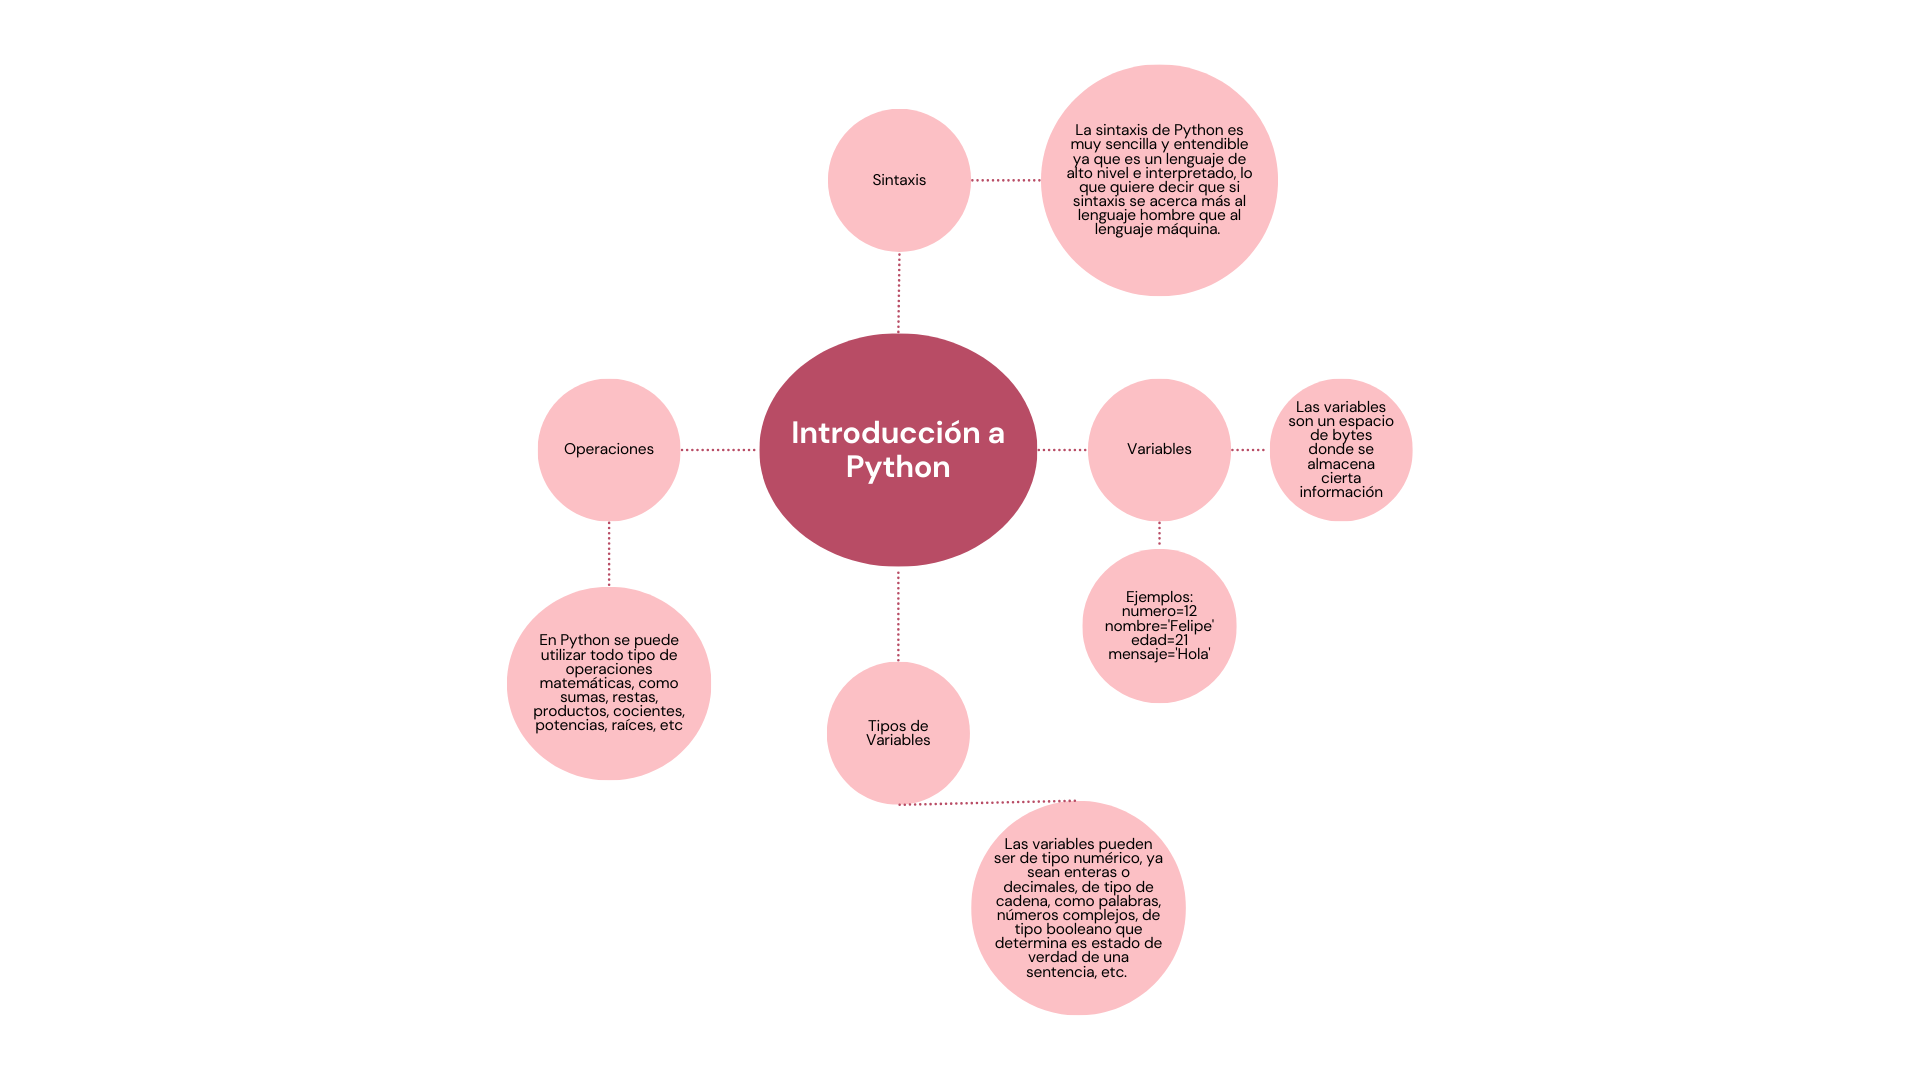 Sintaxis
La sintaxis de Python es
muy sencilla y entendible
ya que es un lenguaje de
alto nivel e interpretado, lo
que quiere decir que si
sintaxis se acerca más al
lenguaje hombre que al
lenguaje máquina.
Introducción a
Python
Operaciones
En Python se puede
utilizar todo tipo de
operaciones
matemáticas, como
sumas, restas,
productos, cocientes,
potencias, raíces, etc
Variables
Las variables
son un espacio
de bytes
donde se
almacena
cierta
información
Ejemplos:
numero=12
nombre='Felipe'
edad=21
mensaje='Hola'
Tipos de
Variables
Las variables pueden
ser de tipo numérico, ya
sean enteras o
decimales, de tipo de
cadena, como palabras,
números complejos, de
tipo booleano que
determina es estado de
verdad de una
sentencia, etc.